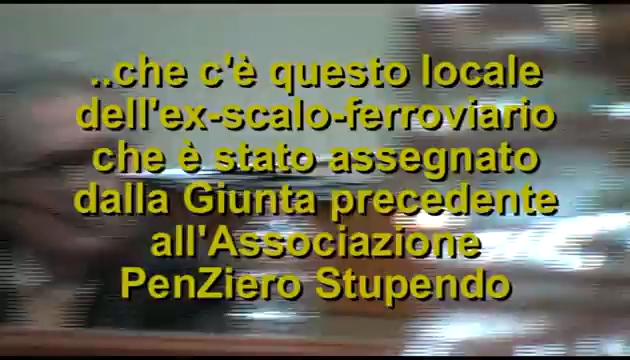 ..che c'è questo locale
dell'ex-scalo-ferroviario
che è stato assegnato
dalla Giunta precedente
all'Associazione
PenZiero Stupendo